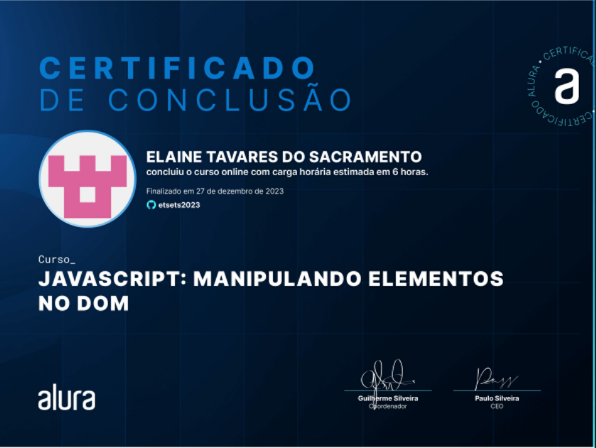 CERTIFICADO
DE CONCLUSÃO
CERTIFICADO ALURA • CERTIFICADO ALURA •
a
ELAINE TAVARES DO SACRAMENTO
concluiu o curso online com carga horária estimada em 6 horas.
Finalizado em 27 de dezembro de 2023
etsets2023
Curso_
JAVASCRIPT: MANIPULANDO ELEMENTOS
NO DOM
alura
Guilherme Silveira
Coordenador
Paulo Silveira
CEO